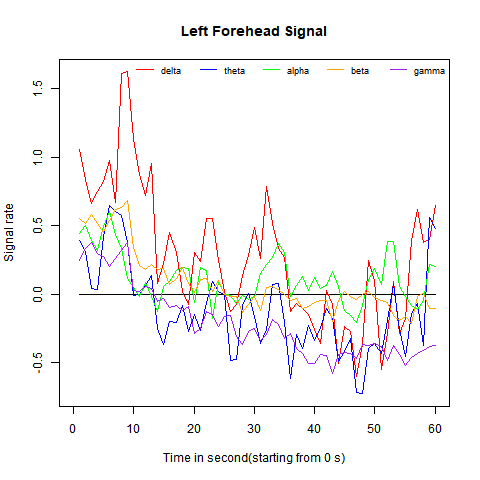 Left Forehead Signal
delta theta alpha beta gamma
Signal rate
1.5
1.0
0.5
0.0
-0.5
0 10 20 30 40 50 60
Time in second(starting from 0 s)